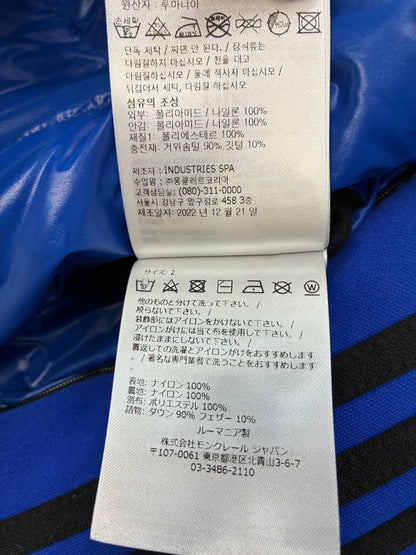 원산지: 루마니아
단독 세탁 / 짜면 안 된다. / 장식류는
다림질하지 마십시오 / 천을 대고
다림질하십시오 / 물에 적시지 마십시오 /
뒤집어서 세탁, 다림질하십시오 /
섬유의 조성
외부: 폴리아미드 / 나일론 100%
안감: 폴리아미드 / 나일론 100%
재질1: 폴리에스테르 100%
충전재: 거위솜털 90%, 깃털 10%
제조자 : INDUSTRIES SPA
수입원: ㈜몽클레르코리아
고객상담실: (080)-311-0000
서울시 강남구 압구정로 458 3층
제조일자: 2022 년 12 월 21 일
サイズ: 2
他のものと分けて洗って下さい。/
絞らないで下さい。/
装飾部にはアイロンをかけないで下さい。/
アイロンがけには当て布を使って下さい。/
浸けたままにしないで下さい。/
裏返しての洗濯とアイロンがけをおすすめします
。/ 著名な専門業者で洗うことをおすすめします
/
表地: ナイロン 100%
裏地: ナイロン 100%
別布: ポリエステル 100%
詰物: ダウン 90% フェザー 10%
ルーマニア製
株式会社モンクレール ジャパン
〒107-0061 東京都港区北青山3-6-7
03-3486-2110